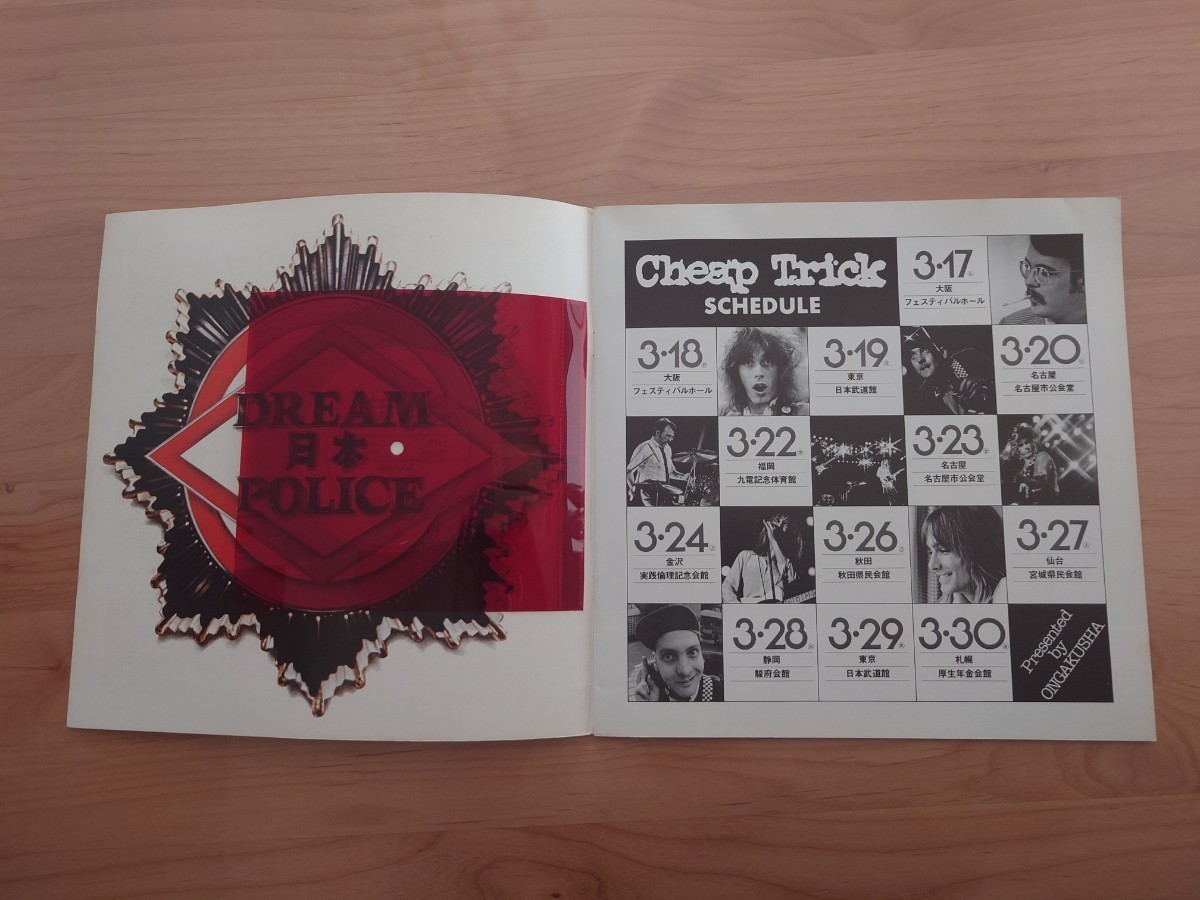 DREAM
日本
POLICE
Cheap Trick
SCHEDULE
3·17
大阪
フェスティバルホール
3·18
大阪
フェスティバルホール
3·19
東京
日本武道館
3·20
名古屋
名古屋市公会堂
3·22
福岡
九電記念体育館
3·23
名古屋
名古屋市公会堂
3·24
金沢
実践倫理記念会館
3·26
秋田
秋田県民会館
3·27
仙台
宮城県民会館
3·28
静岡
駿府会館
3·29
東京
日本武道館
3·30
札幌
厚生年金会館
Presented
by
ONGAKUSHA